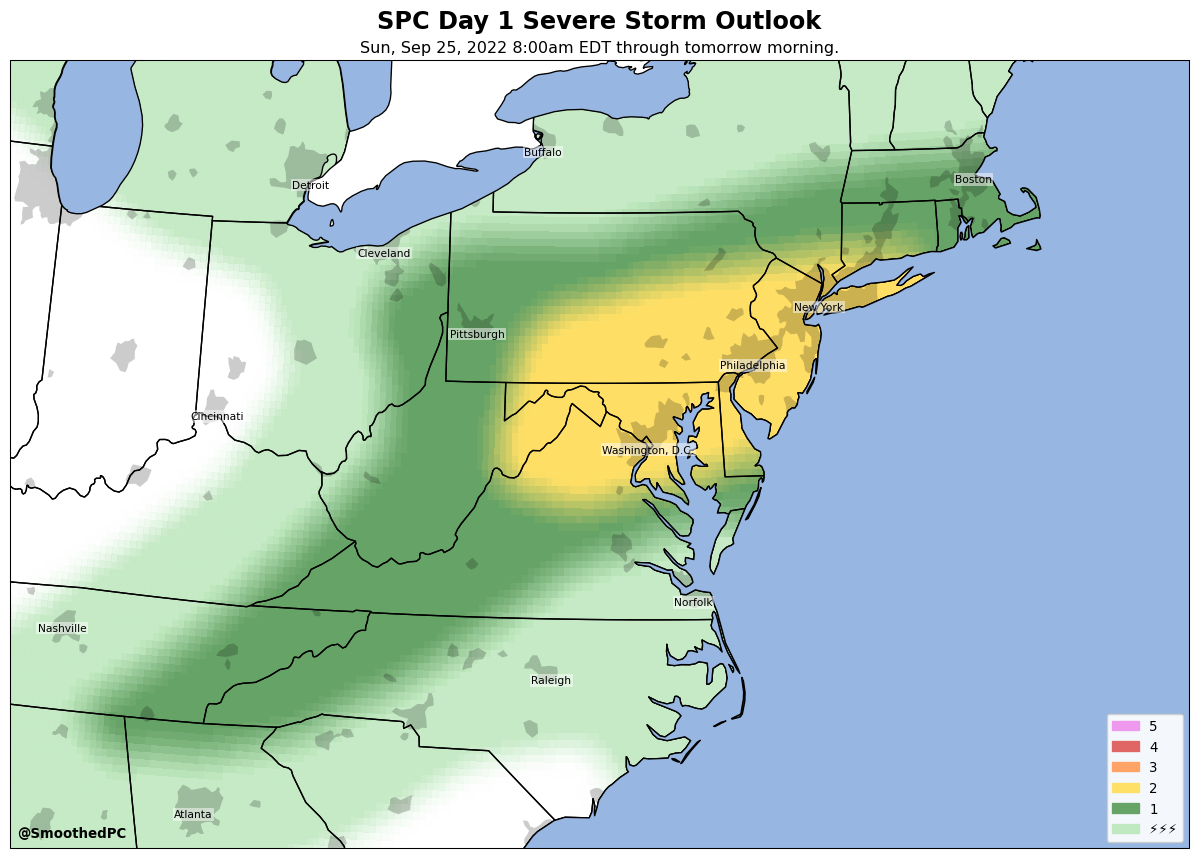 SPC Day 1 Severe Storm Outlook
Sun, Sep 25, 2022 8:00am EDT through tomorrow morning.
Buffalo
Boston
Detroit
Cleveland
New York
Pittsburgh
Philadelphia
Cincinnati
Washington, D.C.
Norfolk
Nashville
Raleigh
Atlanta
5
4
3
2
1
⚡⚡⚡
@SmoothedPC